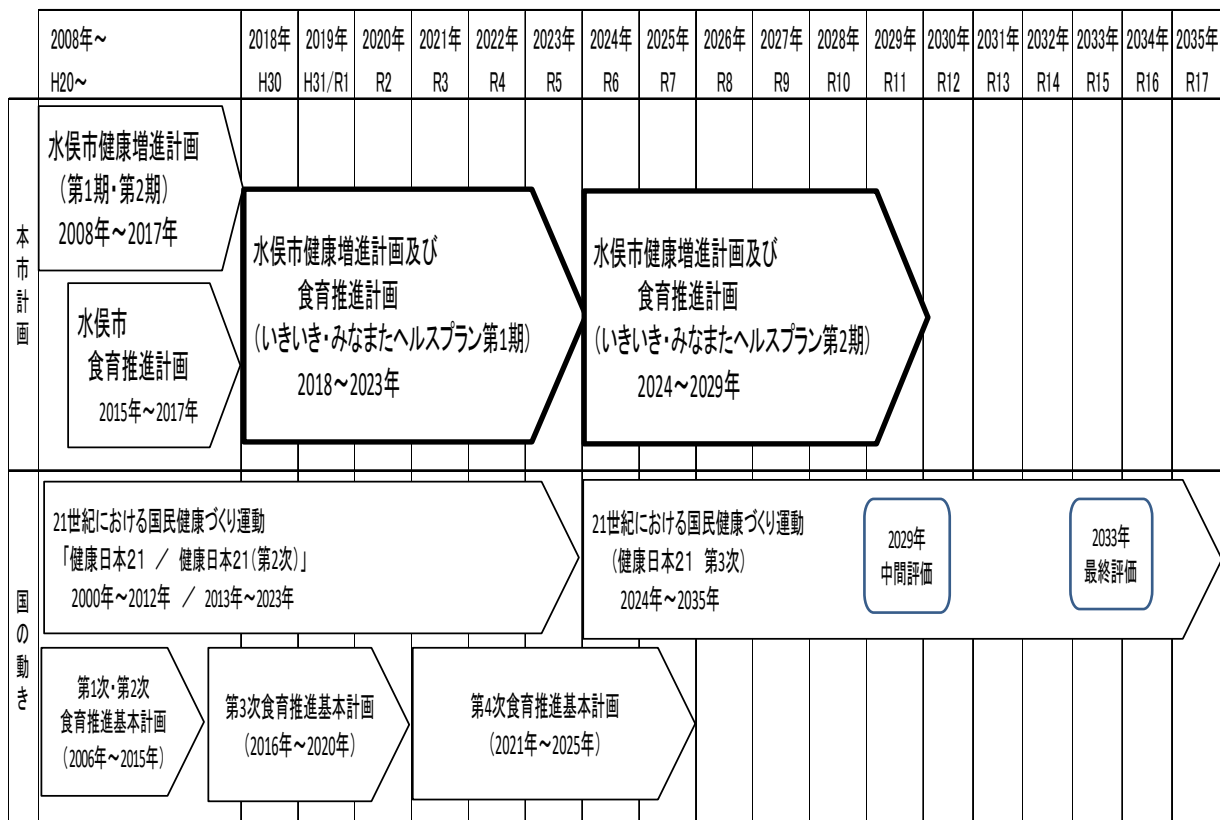 2008年～ 2018年 2019年 2020年 2021年 2022年 2023年 2024年 2025年 2026年 2027年 2028年 2029年 2030年 2031年 2032年 2033年 2034年 2035年
H20～ H30 H31/R1 R2 R3 R4 R5 R6 R7 R8 R9 R10 R11 R12 R13 R14 R15 R16 R17
本市計画
水俣市健康増進計画
（第1期・第2期）
2008年～2017年
水俣市
食育推進計画
2015年～2017年
水俣市健康増進計画及び
食育推進計画
（いきいき・みなまたヘルスプラン第1期）
2018～2023年
水俣市健康増進計画及び
食育推進計画
（いきいき・みなまたヘルスプラン第2期）
2024～2029年
国の動き
21世紀における国民健康づくり運動
「健康日本21 ／ 健康日本21（第2次）」
2000年～2012年 ／ 2013年～2023年
21世紀における国民健康づくり運動
（健康日本21 第3次）
2024年～2035年
2029年
中間評価
2033年
最終評価
第1次・第2次
食育推進基本計画
（2006年～2015年）
第3次食育推進基本計画
（2016年～2020年）
第4次食育推進基本計画
（2021年～2025年）